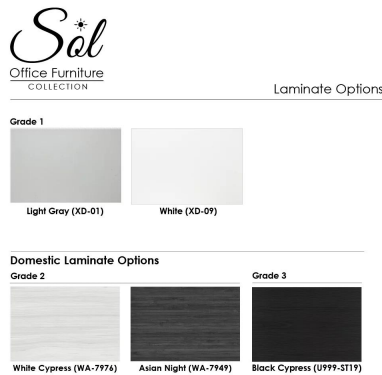 Sol
Office Furniture
COLLECTION
Laminate Options
Grade 1
Light Gray (XD-01) White (XD-09)
Domestic Laminate Options
Grade 2 Grade 3
White Cypress (WA-7976) Asian Night (WA-7949) Black Cypress (U999-ST19)